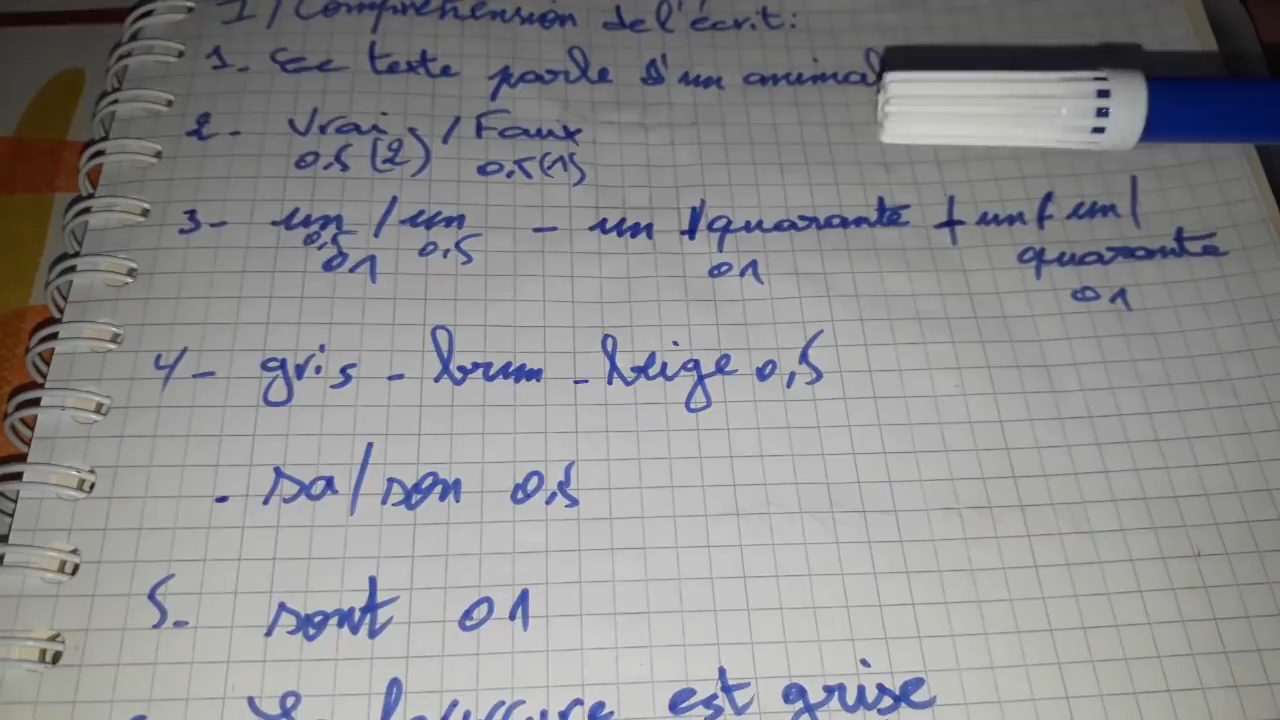 I/ Compréhension de l'écrit:
1. Ce texte parle d'un animal
2. Vrai / Faux
0.5 (2) 0.5(1)
3- un / un - un / quarante + un / un /
0,5 0.5 quarante
01 01 01
4- gris - brun - beige 0,5
. sa/son 0.5
5. sont 01
est grise